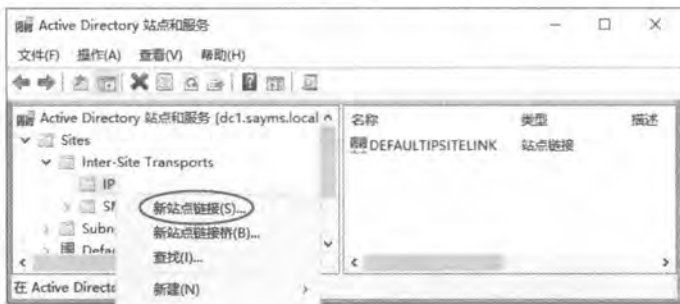 Active Directory 站点和服务
文件(F) 操作(A) 查看(V) 帮助(H)
Active Directory 站点和服务 [dc1.sayms.local
名称 类型 描述
Sites
DEFAULTIPSITELINK 站点链接
Inter-Site Transports
IP
新站点链接(S)...
Subn
新站点链接桥(B)...
Defau
查找(I)...
在 Active Directo
新建(N)